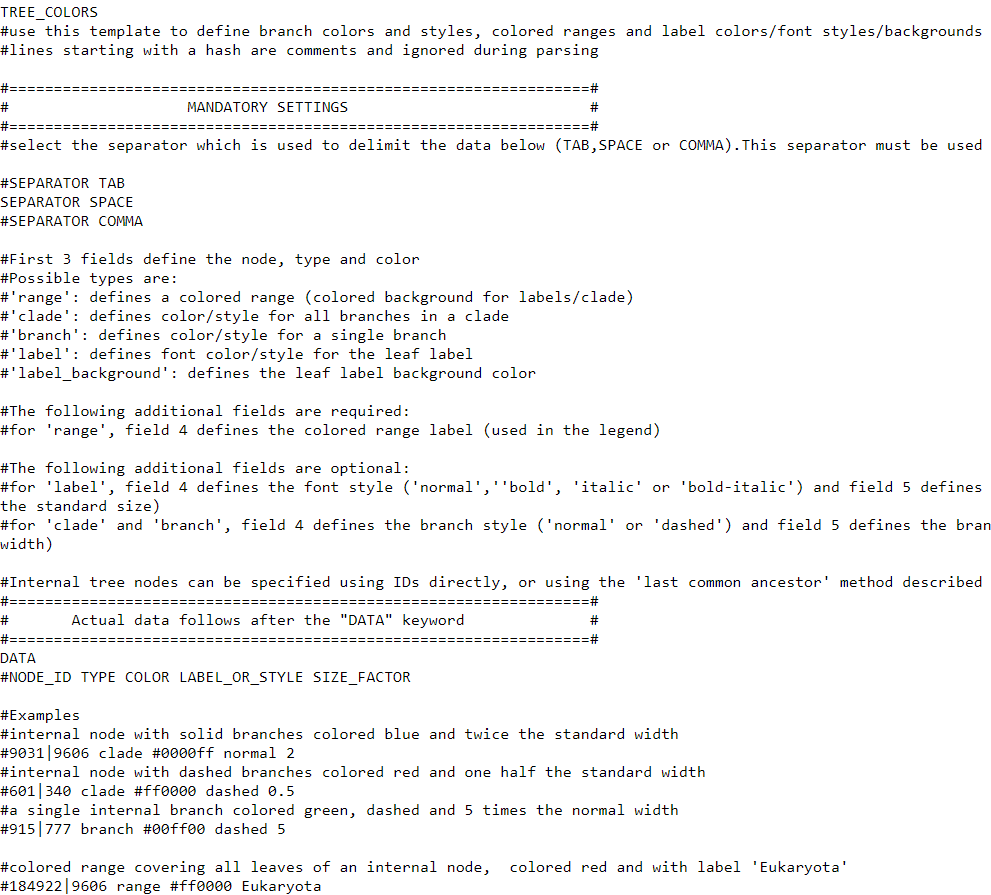 TREE_COLORS
#use this template to define branch colors and styles, colored ranges and label colors/font styles/backgrounds
#lines starting with a hash are comments and ignored during parsing
#=================================================================#
#                    MANDATORY SETTINGS                           #
#=================================================================#
#select the separator which is used to delimit the data below (TAB,SPACE or COMMA).This separator must be used
#SEPARATOR TAB
SEPARATOR SPACE
#SEPARATOR COMMA
#First 3 fields define the node, type and color
#Possible types are:
#'range': defines a colored range (colored background for labels/clade)
#'clade': defines color/style for all branches in a clade
#'branch': defines color/style for a single branch
#'label': defines font color/style for the leaf label
#'label_background': defines the leaf label background color
#The following additional fields are required:
#for 'range', field 4 defines the colored range label (used in the legend)
#The following additional fields are optional:
#for 'label', field 4 defines the font style ('normal',''bold', 'italic' or 'bold-italic') and field 5 defines
the standard size)
#for 'clade' and 'branch', field 4 defines the branch style ('normal' or 'dashed') and field 5 defines the bran
width)
#Internal tree nodes can be specified using IDs directly, or using the 'last common ancestor' method described
#=================================================================#
#       Actual data follows after the "DATA" keyword              #
#=================================================================#
DATA
#NODE_ID TYPE COLOR LABEL_OR_STYLE SIZE_FACTOR
#Examples
#internal node with solid branches colored blue and twice the standard width
#9031|9606 clade #0000ff normal 2
#internal node with dashed branches colored red and one half the standard width
#601|340 clade #ff0000 dashed 0.5
#a single internal branch colored green, dashed and 5 times the normal width
#915|777 branch #00ff00 dashed 5
#colored range covering all leaves of an internal node,  colored red and with label 'Eukaryota'
#184922|9606 range #ff0000 Eukaryota